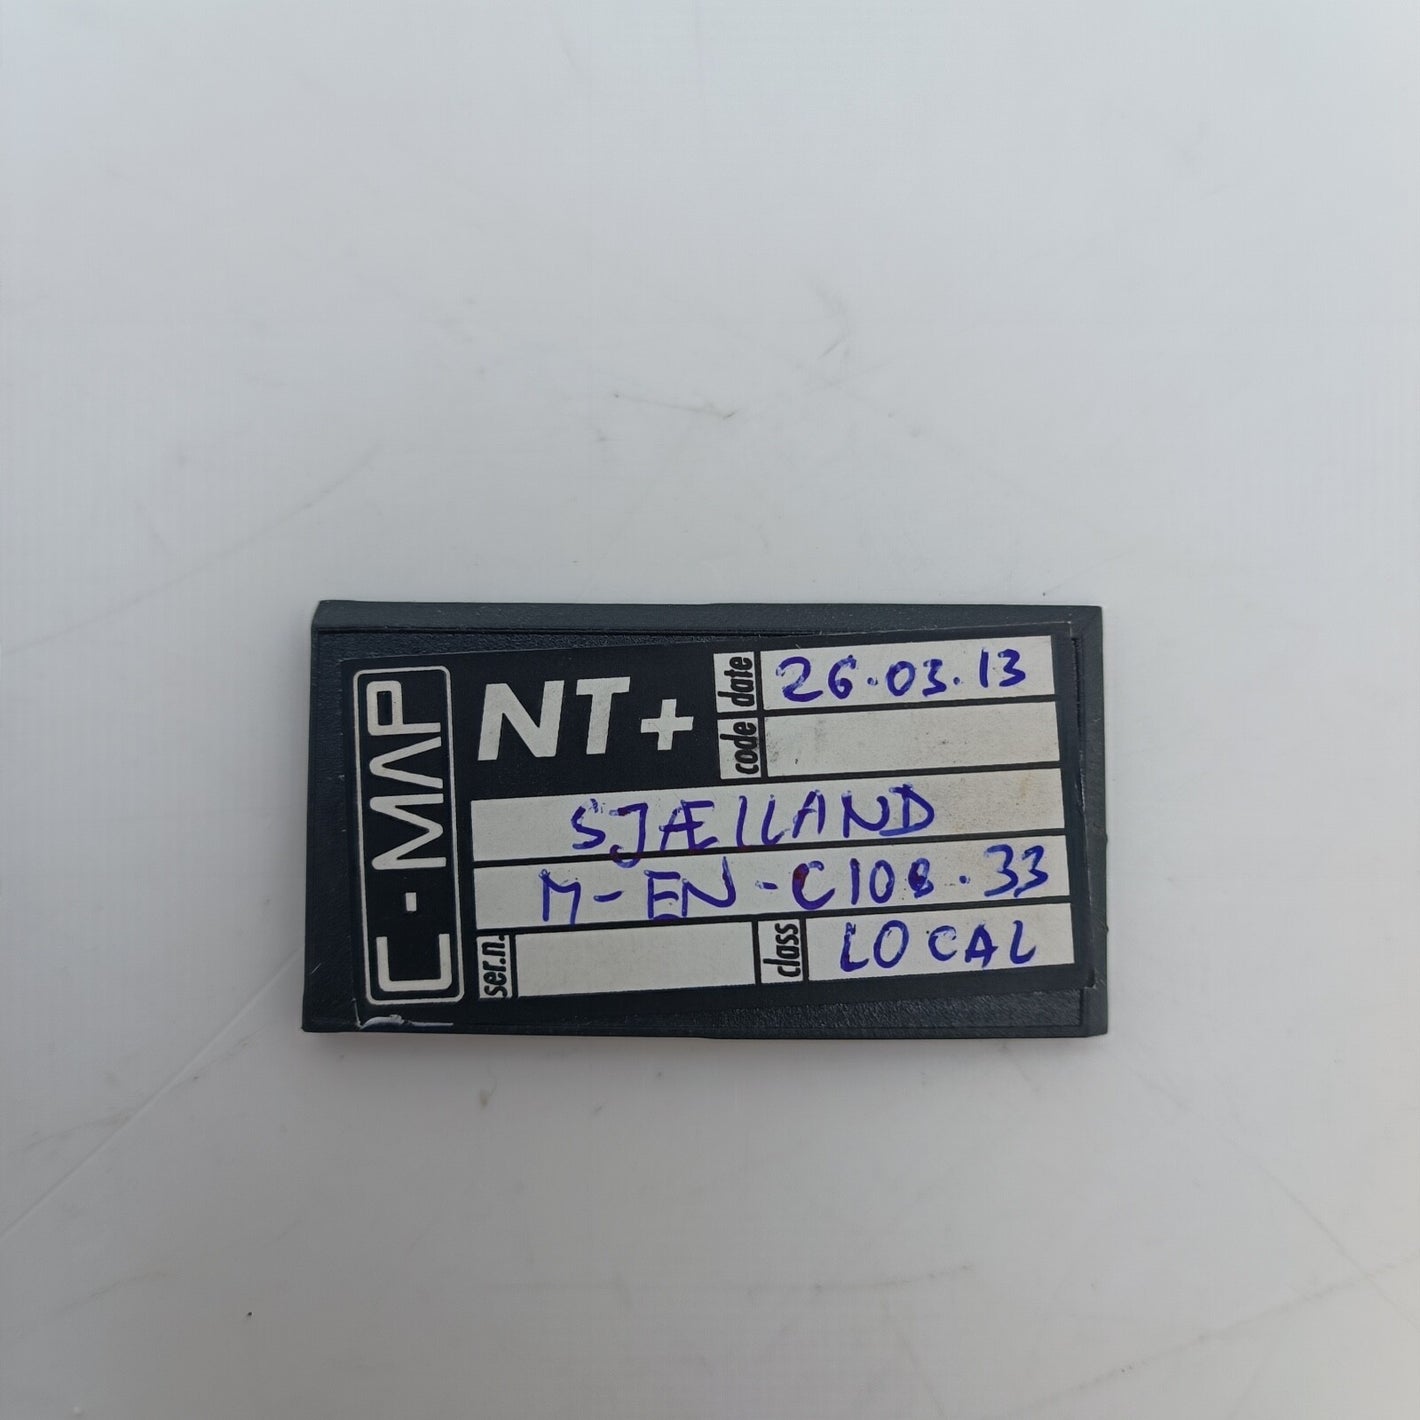 C-MAP
NT+
date 26.03.13
code
SJÆLLAND
M-EN-C108.33
ser.n.
class LOCAL